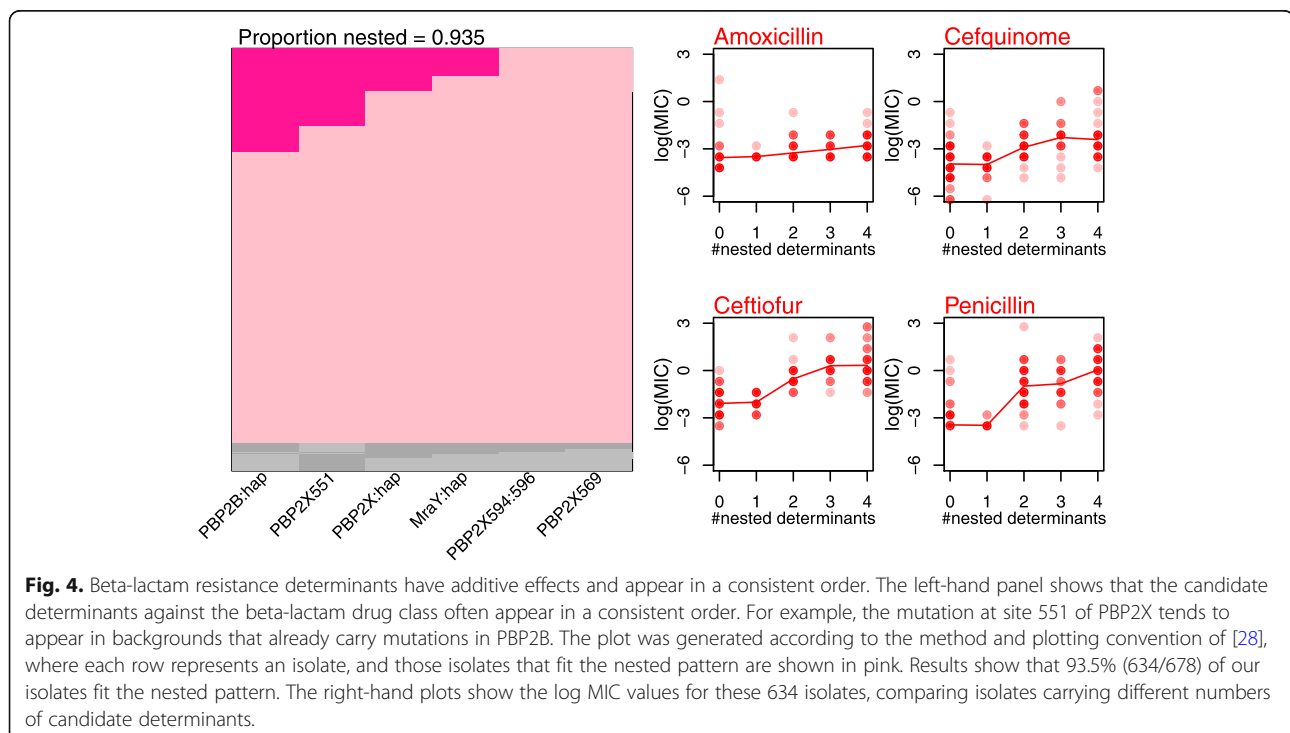 Proportion nested = 0.935
PBP2B:hap
PBP2X551
PBP2X:hap
MraY:hap
PBP2X594:596
PBP2X569
Amoxicillin
log(MIC)
3
0
−3
−6
0 1 2 3 4
#nested determinants
Cefquinome
log(MIC)
3
0
−3
−6
0 1 2 3 4
#nested determinants
Ceftiofur
log(MIC)
3
0
−3
−6
0 1 2 3 4
#nested determinants
Penicillin
log(MIC)
3
0
−3
−6
0 1 2 3 4
#nested determinants
Fig. 4. Beta-lactam resistance determinants have additive effects and appear in a consistent order. The left-hand panel shows that the candidate
determinants against the beta-lactam drug class often appear in a consistent order. For example, the mutation at site 551 of PBP2X tends to
appear in backgrounds that already carry mutations in PBP2B. The plot was generated according to the method and plotting convention of [28],
where each row represents an isolate, and those isolates that fit the nested pattern are shown in pink. Results show that 93.5% (634/678) of our
isolates fit the nested pattern. The right-hand plots show the log MIC values for these 634 isolates, comparing isolates carrying different numbers
of candidate determinants.